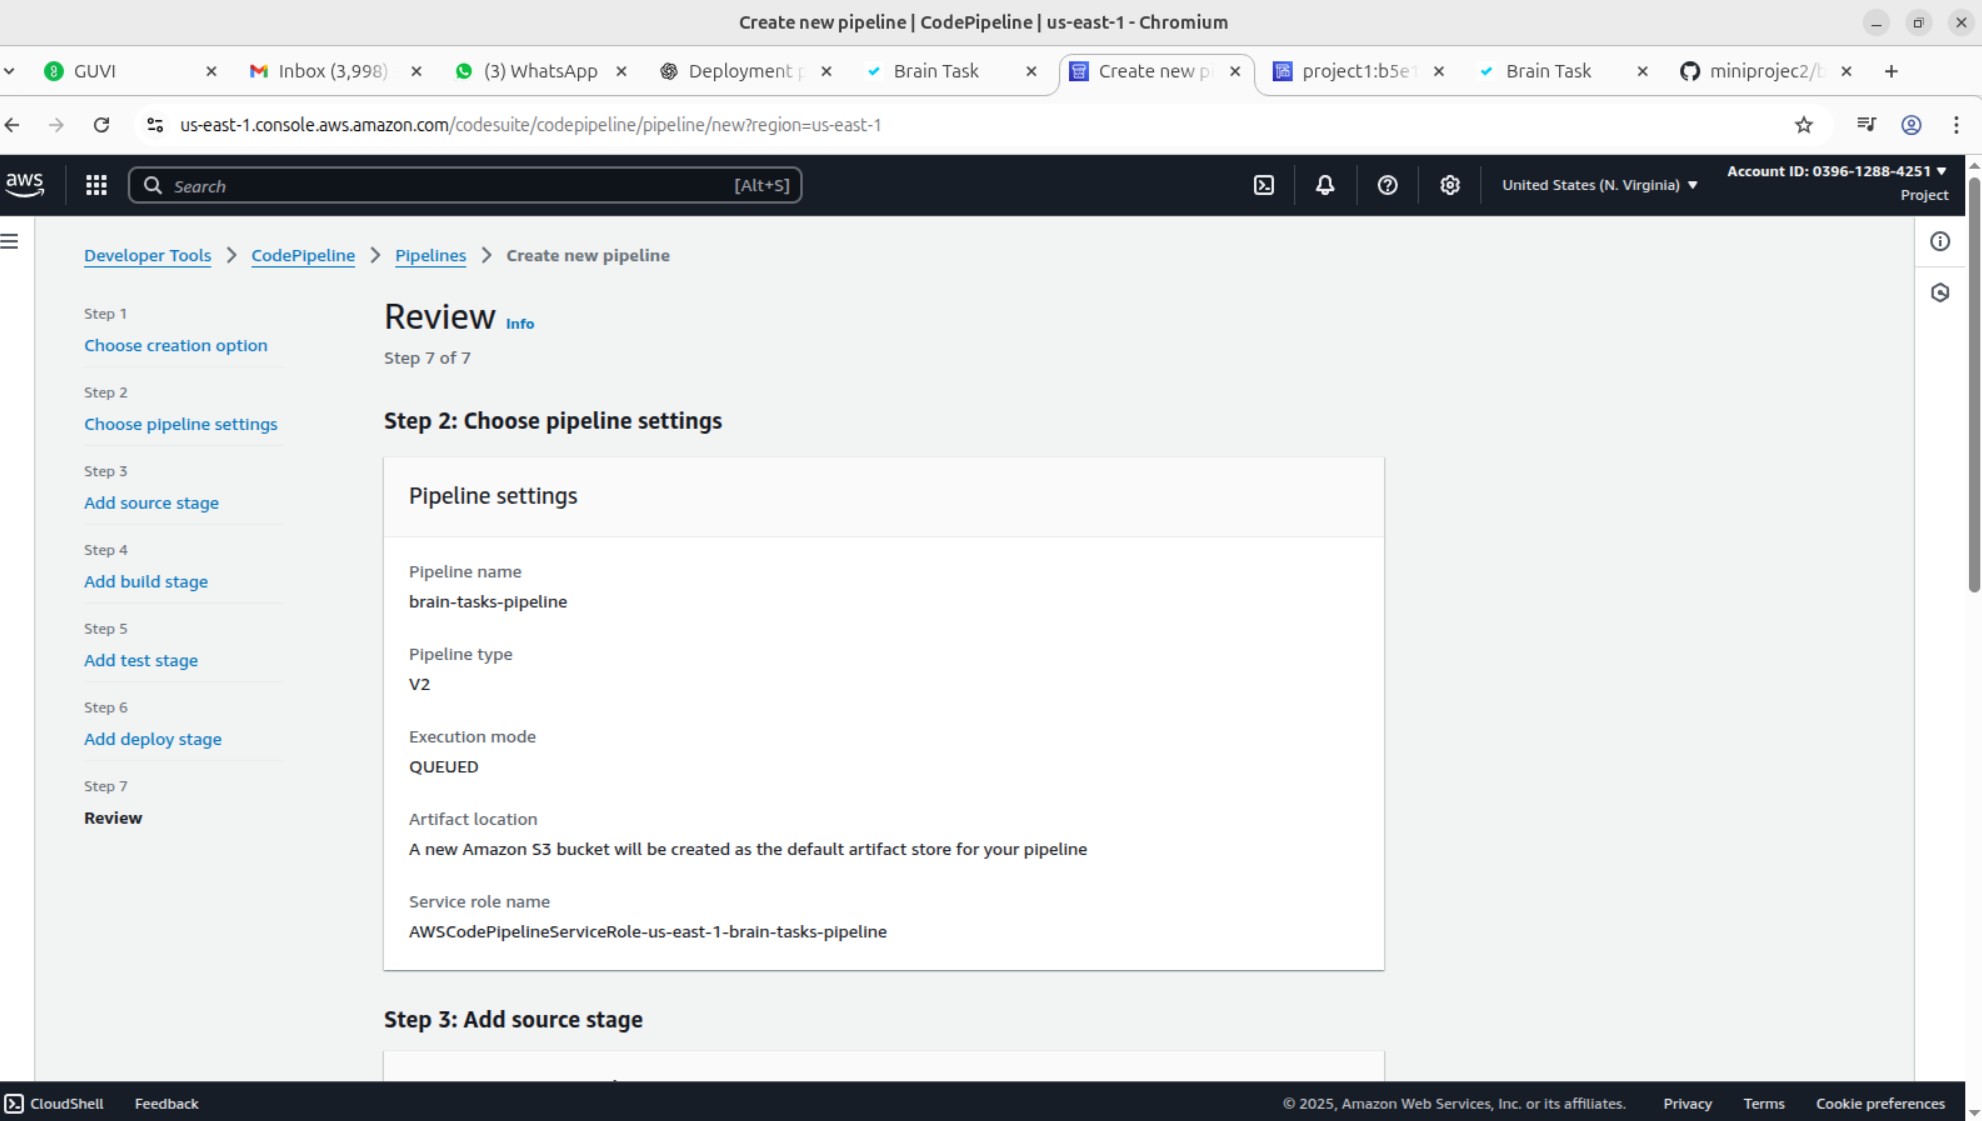 Create new pipeline | CodePipeline | us-east-1 - Chromium
GUVI
Inbox (3,998)
(3) WhatsApp
Deployment
Brain Task
Create new p
project1:b5e1
Brain Task
miniprojec2/b
us-east-1.console.aws.amazon.com/codesuite/codepipeline/pipeline/new?region=us-east-1
aws
Search
[Alt+S]
United States (N. Virginia) ▼
Account ID: 0396-1288-4251 ▼
Project
Developer Tools > CodePipeline > Pipelines > Create new pipeline
Step 1
Choose creation option
Step 2
Choose pipeline settings
Step 3
Add source stage
Step 4
Add build stage
Step 5
Add test stage
Step 6
Add deploy stage
Step 7
Review
Review Info
Step 7 of 7
Step 2: Choose pipeline settings
Pipeline settings
Pipeline name
brain-tasks-pipeline
Pipeline type
V2
Execution mode
QUEUED
Artifact location
A new Amazon S3 bucket will be created as the default artifact store for your pipeline
Service role name
AWSCodePipelineServiceRole-us-east-1-brain-tasks-pipeline
Step 3: Add source stage
CloudShell
Feedback
© 2025, Amazon Web Services, Inc. or its affiliates.
Privacy
Terms
Cookie preferences